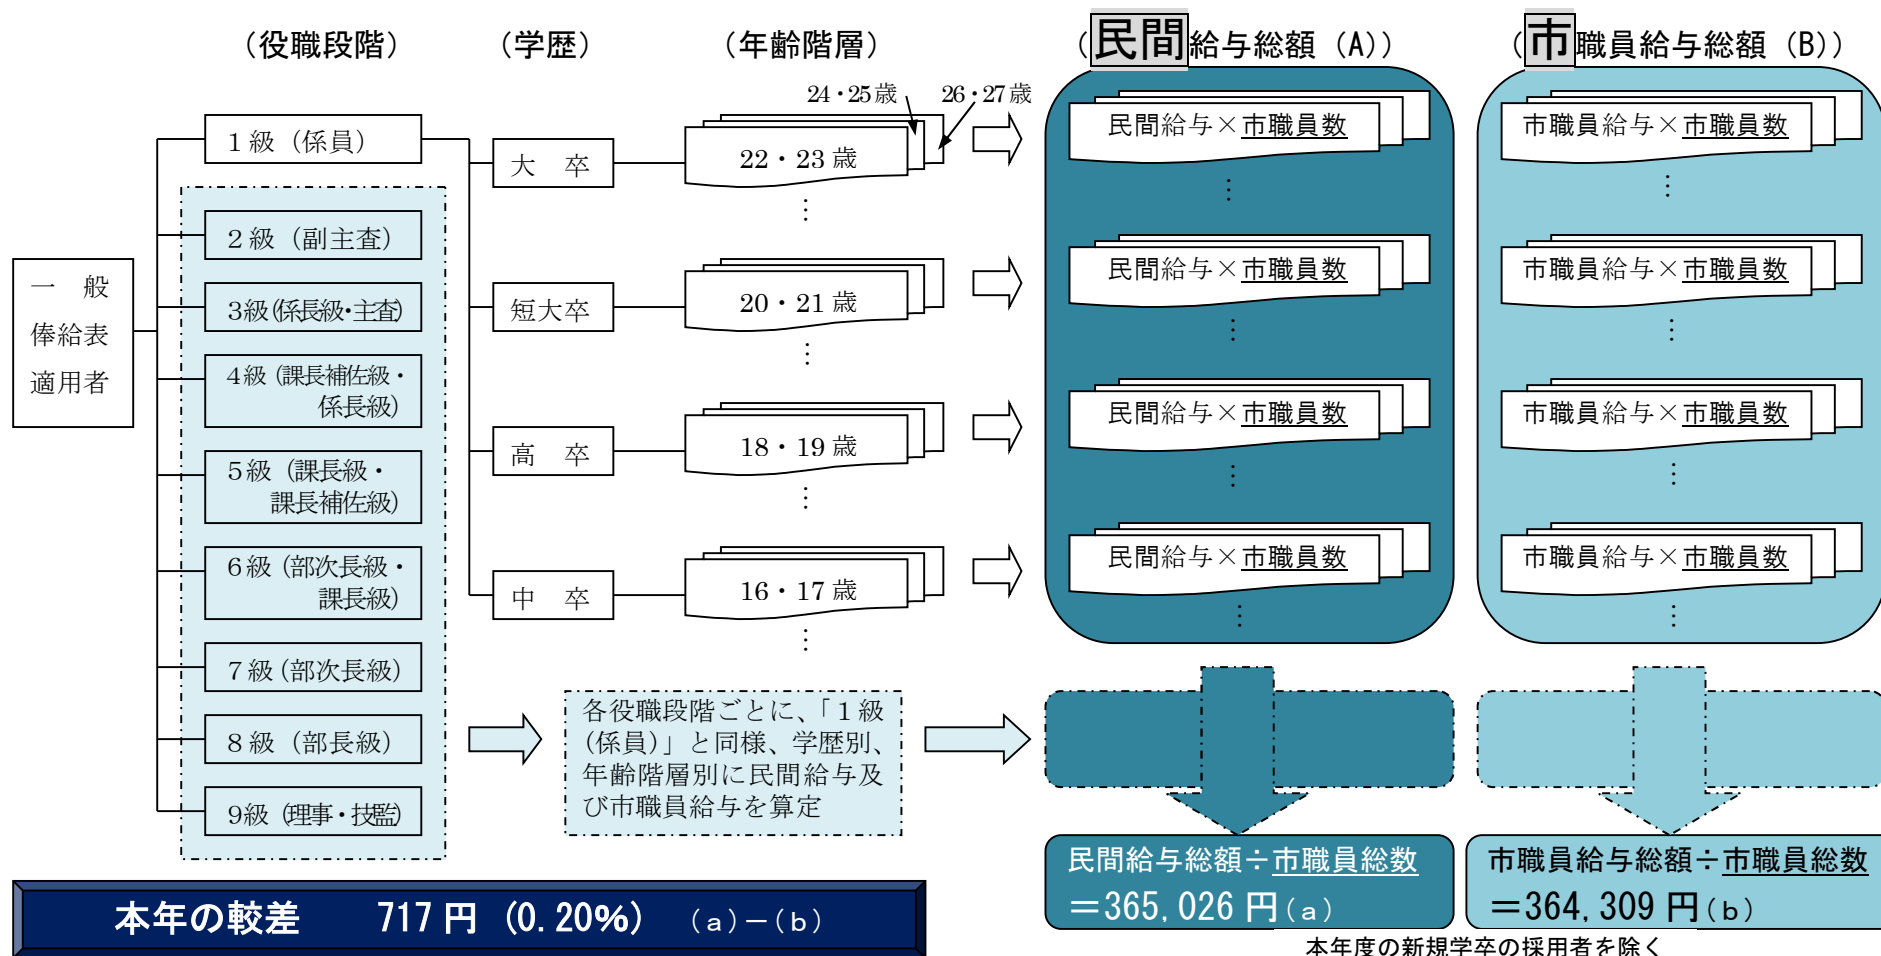 （役職段階）
（学歴）
（年齢階層）
（民間給与総額（A））
（市職員給与総額（B））
24・25歳
26・27歳
一　般
俸給表
適用者
１級（係員）
２級（副主査）
３級（係長級・主査）
４級（課長補佐級・
係長級）
５級（課長級・
課長補佐級）
６級（部次長級・
課長級）
７級（部次長級）
８級（部長級）
９級（理事・技監）
大　卒
22・23歳
⋮
民間給与×市職員数
⋮
市職員給与×市職員数
⋮
短大卒
20・21歳
⋮
民間給与×市職員数
⋮
市職員給与×市職員数
⋮
高　卒
18・19歳
⋮
民間給与×市職員数
⋮
市職員給与×市職員数
⋮
中　卒
16・17歳
⋮
民間給与×市職員数
⋮
市職員給与×市職員数
⋮
各役職段階ごとに、「１級
（係員）」と同様、学歴別、
年齢階層別に民間給与及
び市職員給与を算定
民間給与総額÷市職員総数
＝365,026円（ａ）
市職員給与総額÷市職員総数
＝364,309円（ｂ）
本年の較差　717円（0.20%）（ａ）－（ｂ）
本年度の新規学卒の採用者を除く